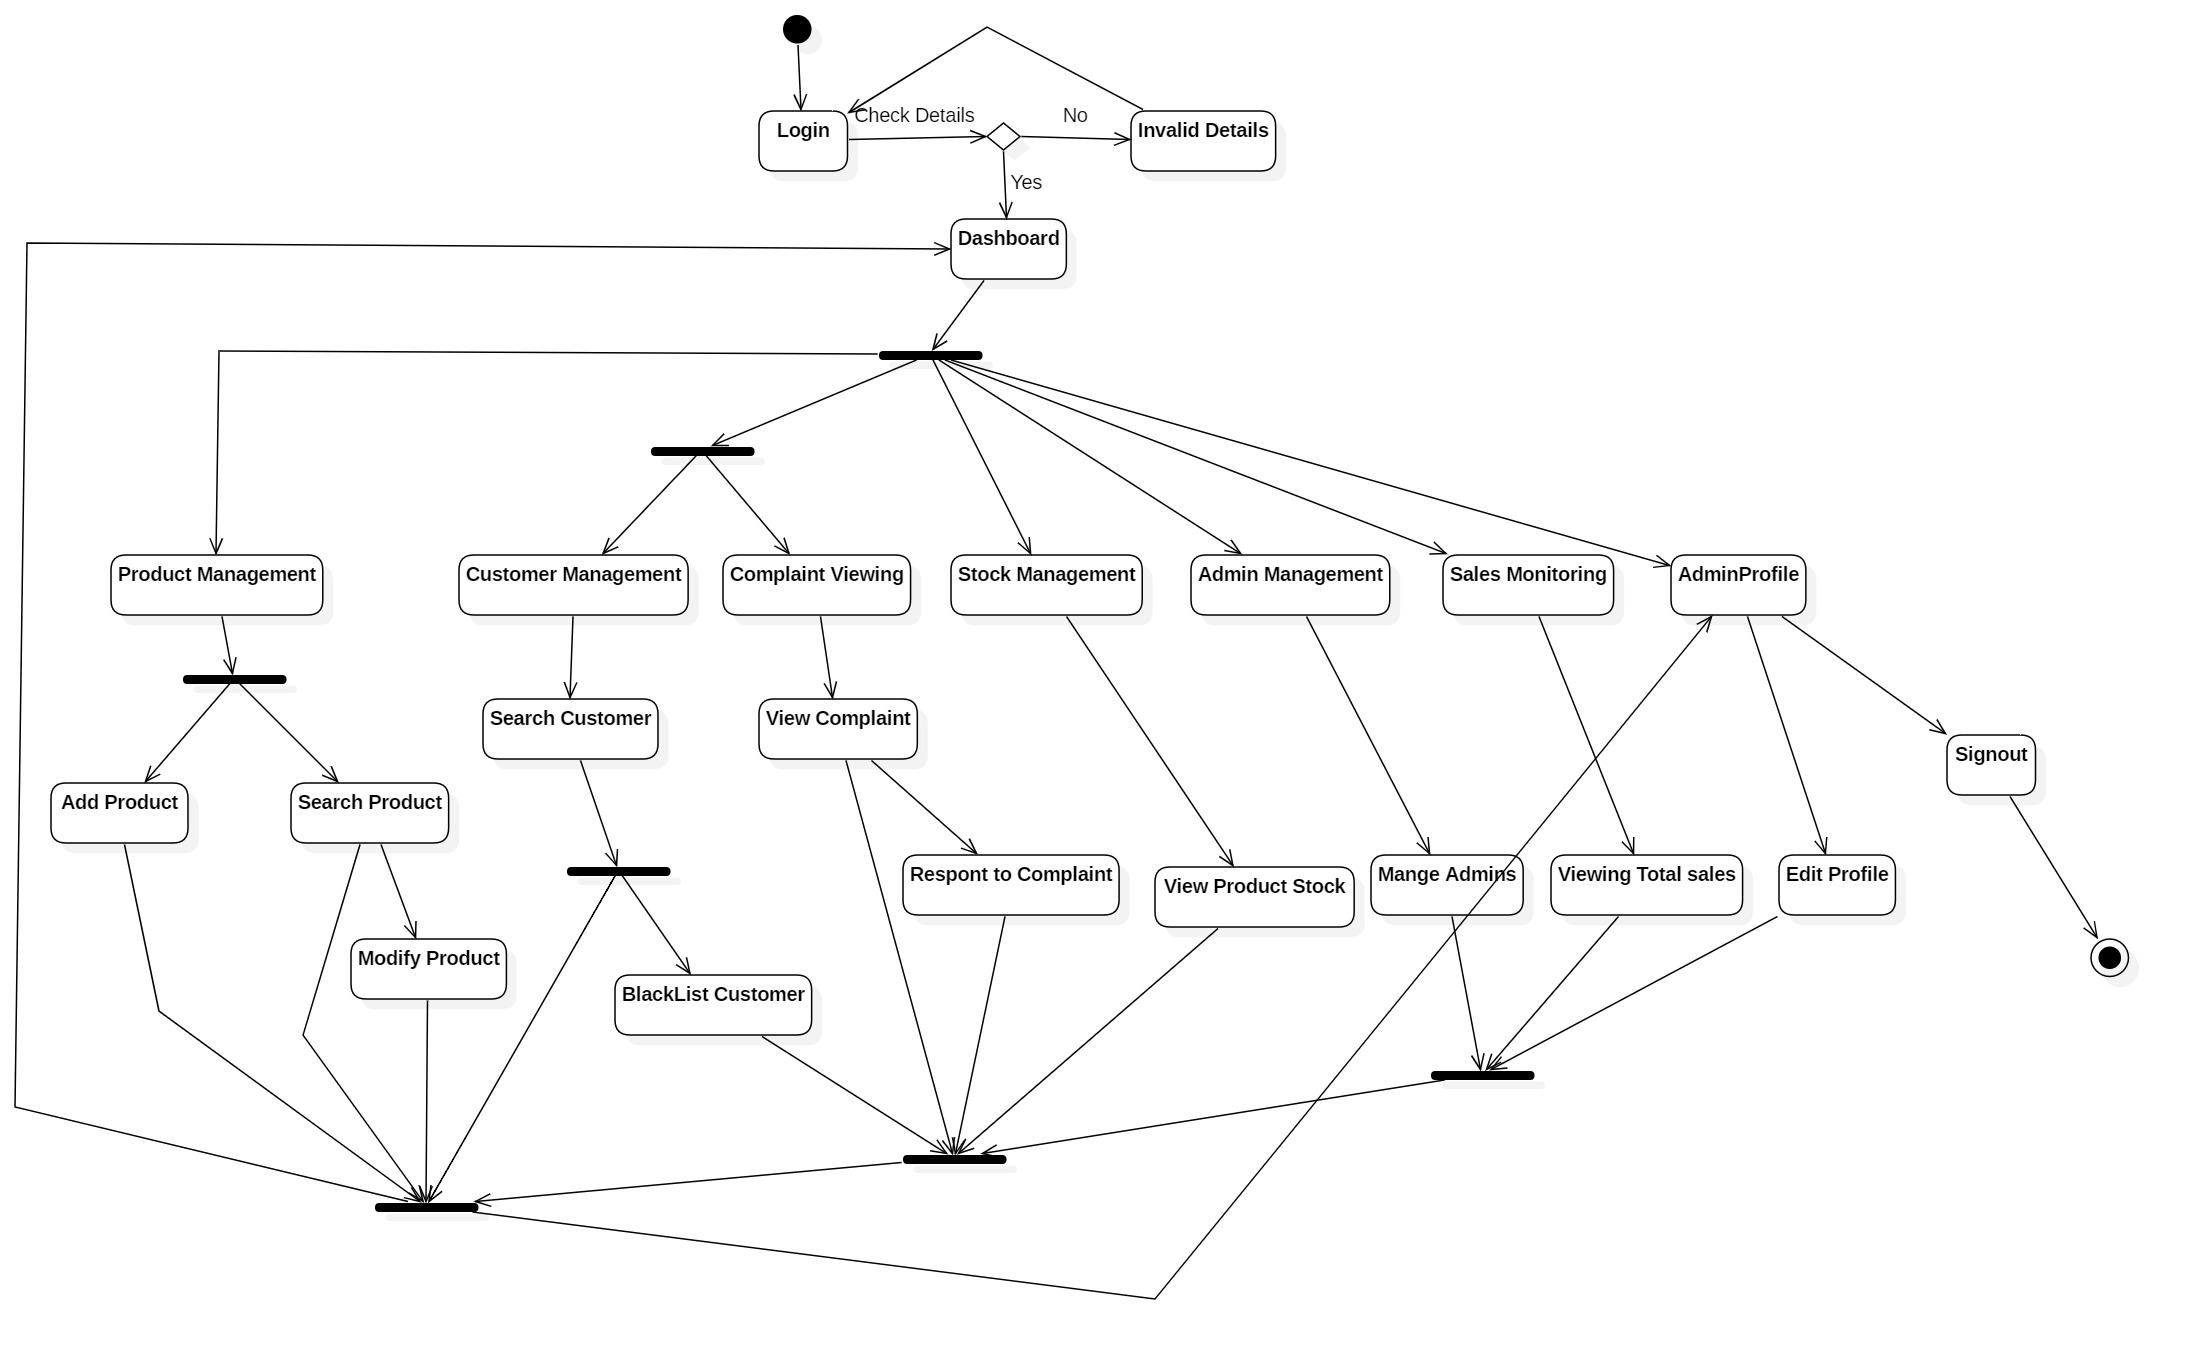 Check Details
No
Login
Invalid Details
Yes
Dashboard
Product Management
Customer Management
Complaint Viewing
Stock Management
Admin Management
Sales Monitoring
AdminProfile
Search Customer
View Complaint
Signout
Add Product
Search Product
Respont to Complaint
View Product Stock
Mange Admins
Viewing Total sales
Edit Profile
Modify Product
BlackList Customer